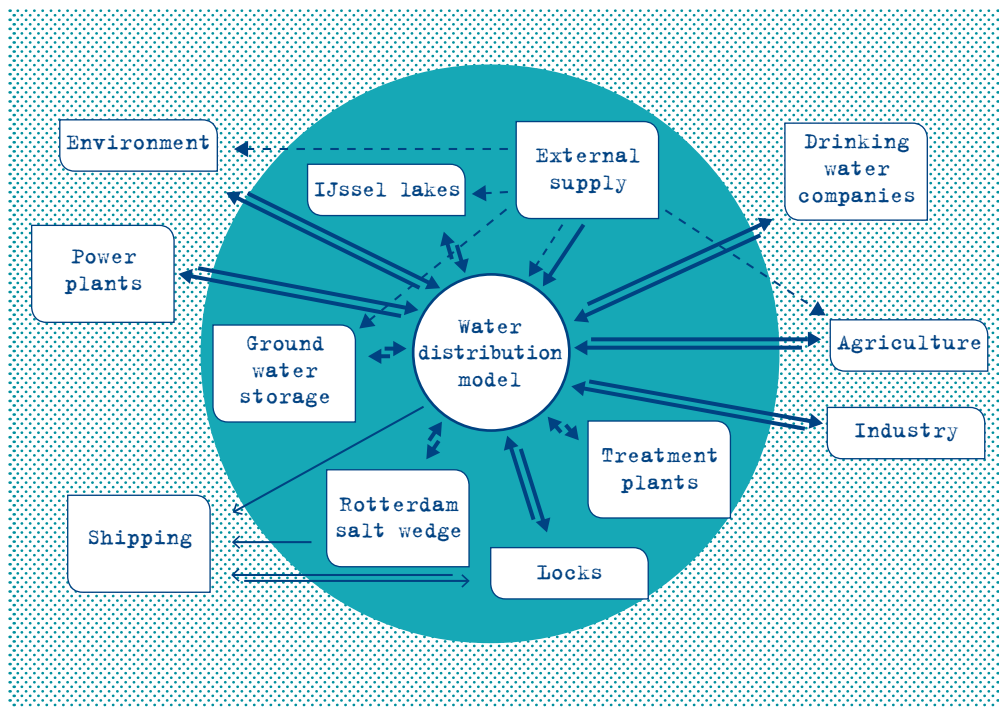 Environment
IJssel lakes
External
supply
Drinking
water
companies
Power
plants
Ground
water
storage
Water
distribution
model
Agriculture
Industry
Treatment
plants
Rotterdam
salt wedge
Shipping
Locks